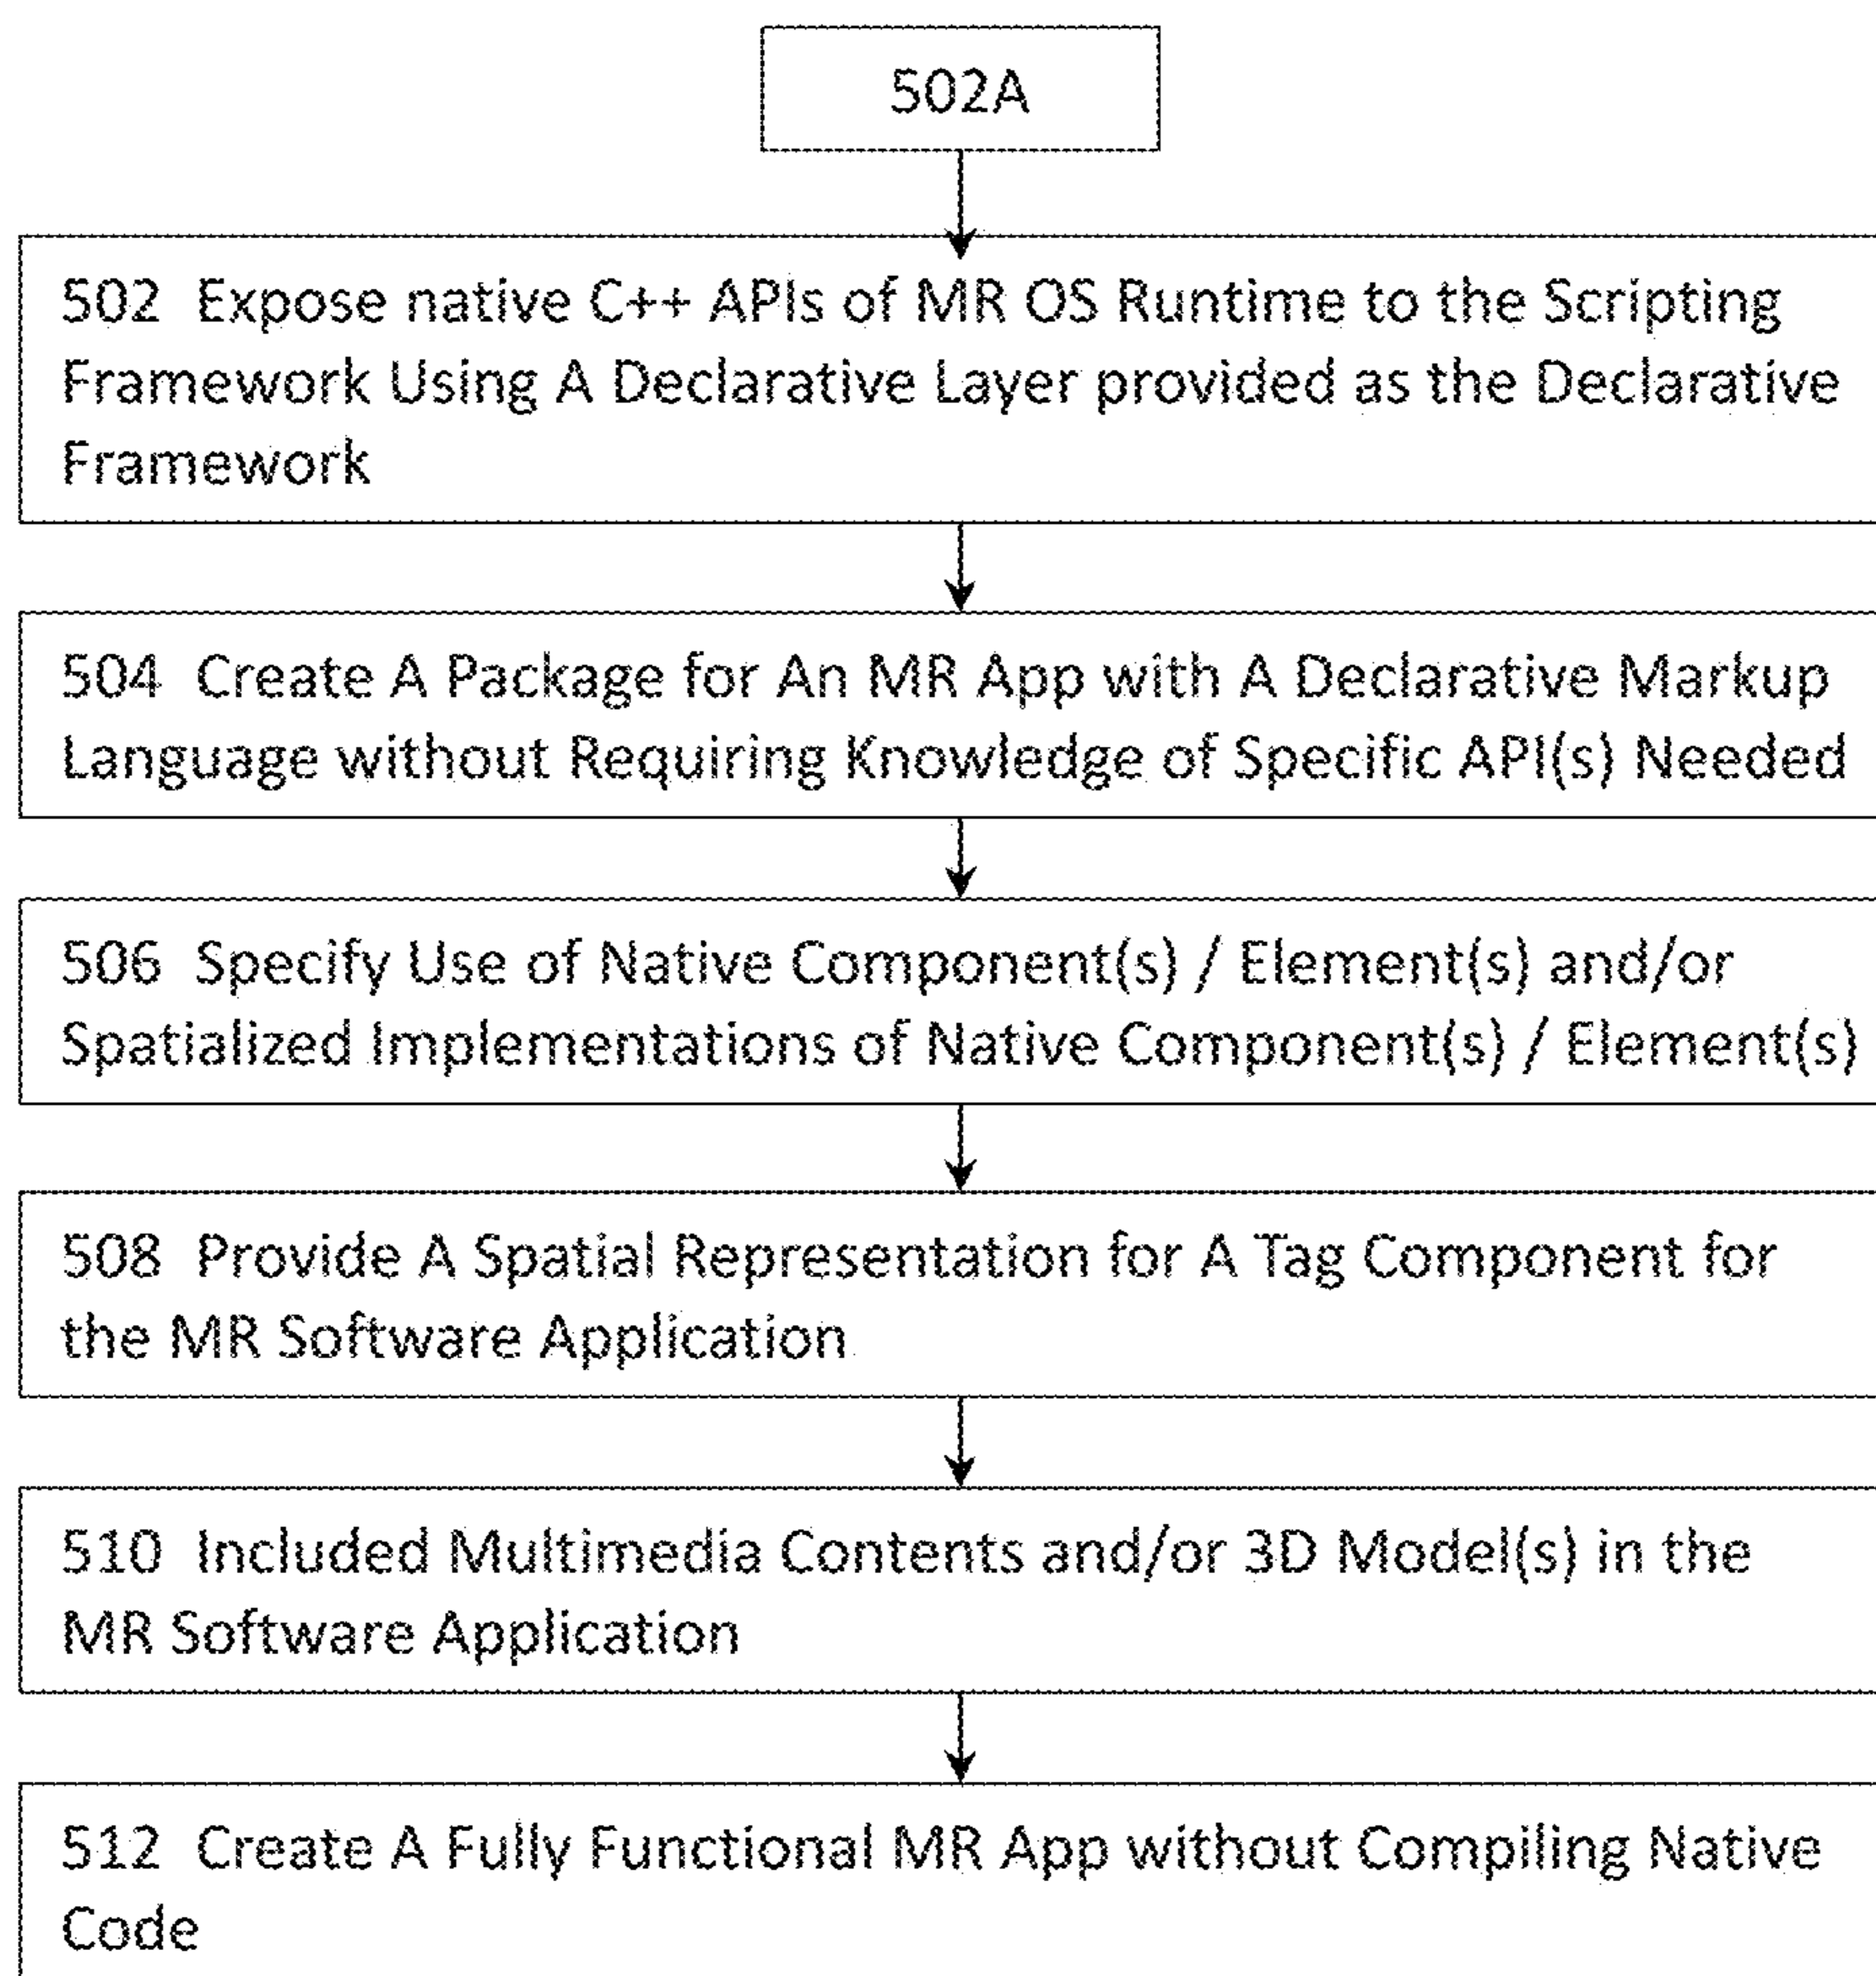 502A
502 Expose native C++ APIs of MR OS Runtime to the Scripting
Framework Using A Declarative Layer provided as the Declarative
Framework
504 Create A Package for An MR App with A Declarative Markup
Language without Requiring Knowledge of Specific API(s) Needed
506 Specify Use of Native Component(s) / Element(s) and/or
Spatialized Implementations of Native Component(s) / Element(s)
508 Provide A Spatial Representation for A Tag Component for
the MR Software Application
510 Included Multimedia Contents and/or 3D Model(s) in the
MR Software Application
512 Create A Fully Functional MR App without Compiling Native
Code